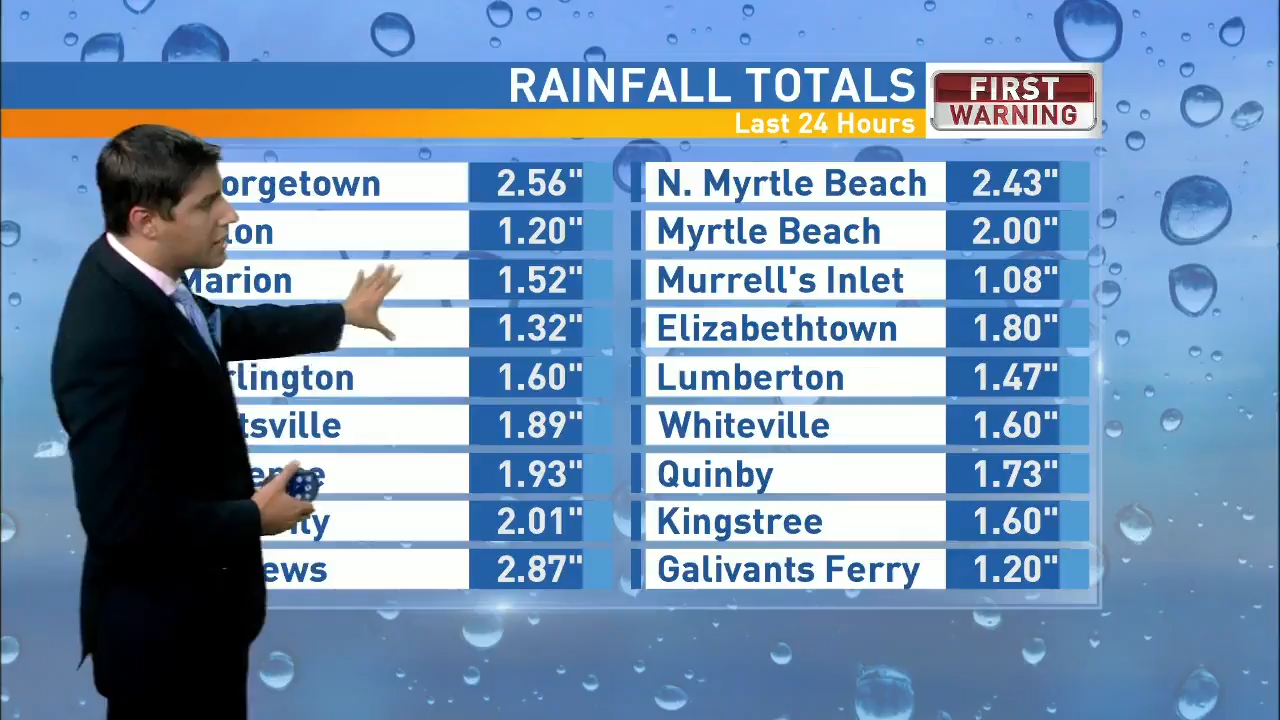 RAINFALL TOTALS
Last 24 Hours
FIRST
WARNING
orgetown 2.56"
lon 1.20"
Marion 1.52"
1.32"
rlington 1.60"
tsville 1.89"
ence 1.93"
ity 2.01"
ews 2.87"
N. Myrtle Beach 2.43"
Myrtle Beach 2.00"
Murrell's Inlet 1.08"
Elizabethtown 1.80"
Lumberton 1.47"
Whiteville 1.60"
Quinby 1.73"
Kingstree 1.60"
Galivants Ferry 1.20"